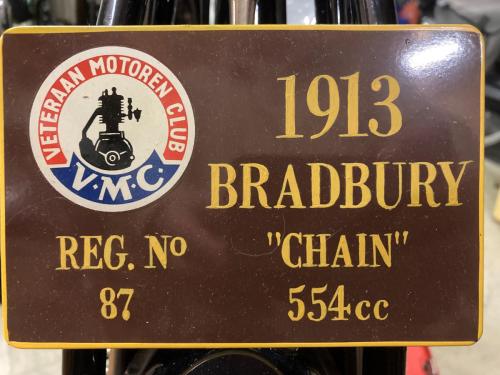 VETERAAN MOTOREN CLUB
V·M·C·
1913
BRADBURY
REG. No "CHAIN"
87 554cc